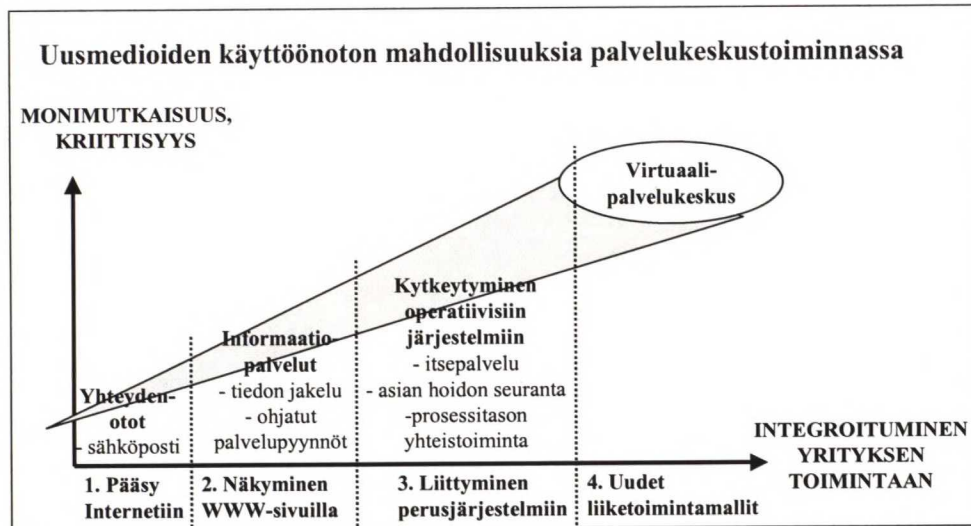 Uusmedioiden käyttöönoton mahdollisuuksia palvelukeskustoiminnassa
MONIMUTKAISUUS,
KRIITTISYYS
Virtuaali-
palvelukeskus
Kytkeytyminen
operatiivisiin
järjestelmiin
- itsepalvelu
- asian hoidon seuranta
-prosessitason
yhteistoiminta
Informaatio-
palvelut
- tiedon jakelu
- ohjatut
palvelupyynnöt
Yhteyden-
otot
- sähköposti
INTEGROITUMINEN
YRITYKSEN
TOIMINTAAN
1. Pääsy
Internetiin
2. Näkyminen
WWW-sivuilla
3. Liittyminen
perusjärjestelmiin
4. Uudet
liiketoimintamallit